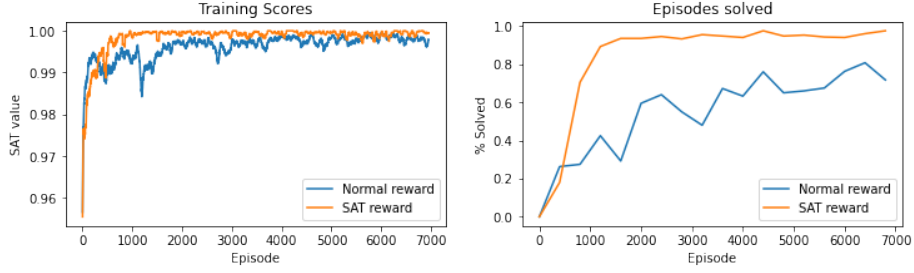 Training Scores
SAT value
1.00
0.99
0.98
0.97
0.96
0 1000 2000 3000 4000 5000 6000 7000
Episode
Normal reward
SAT reward
Episodes solved
% Solved
1.0
0.8
0.6
0.4
0.2
0.0
0 1000 2000 3000 4000 5000 6000 7000
Episode
Normal reward
SAT reward